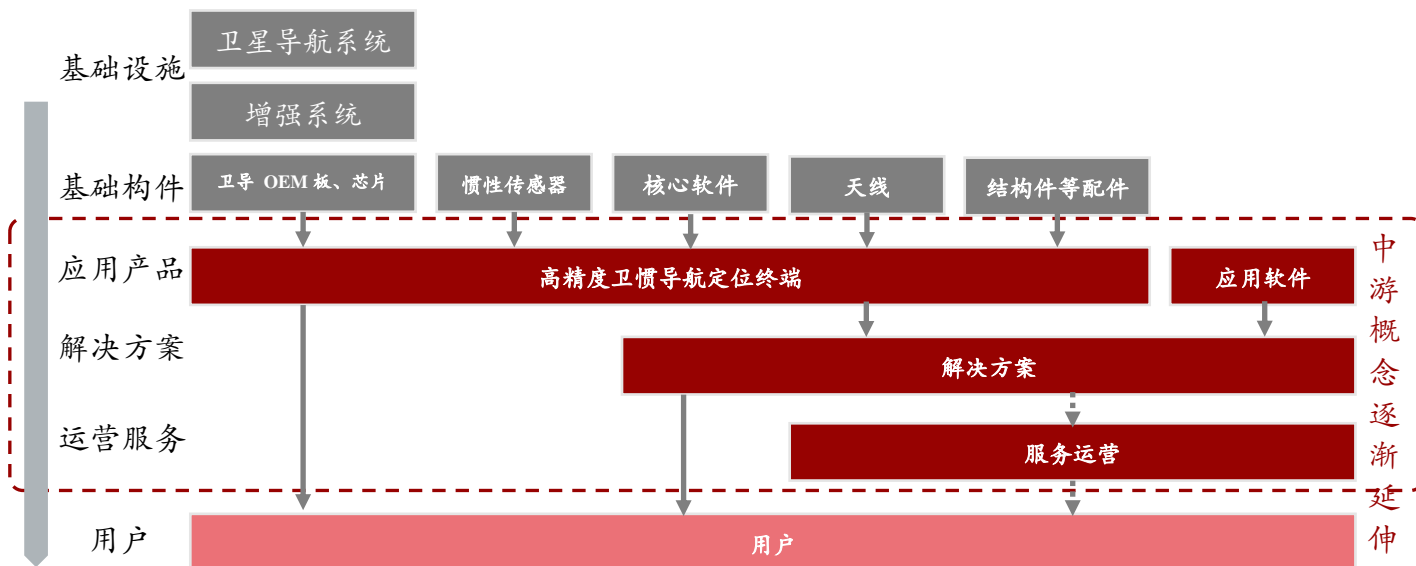 基础设施
卫星导航系统
增强系统
基础构件
卫导 OEM 板、芯片
惯性传感器
核心软件
天线
结构件等配件
应用产品
高精度卫惯导航定位终端
应用软件
解决方案
解决方案
运营服务
服务运营
用户
用户
中游概念逐渐延伸